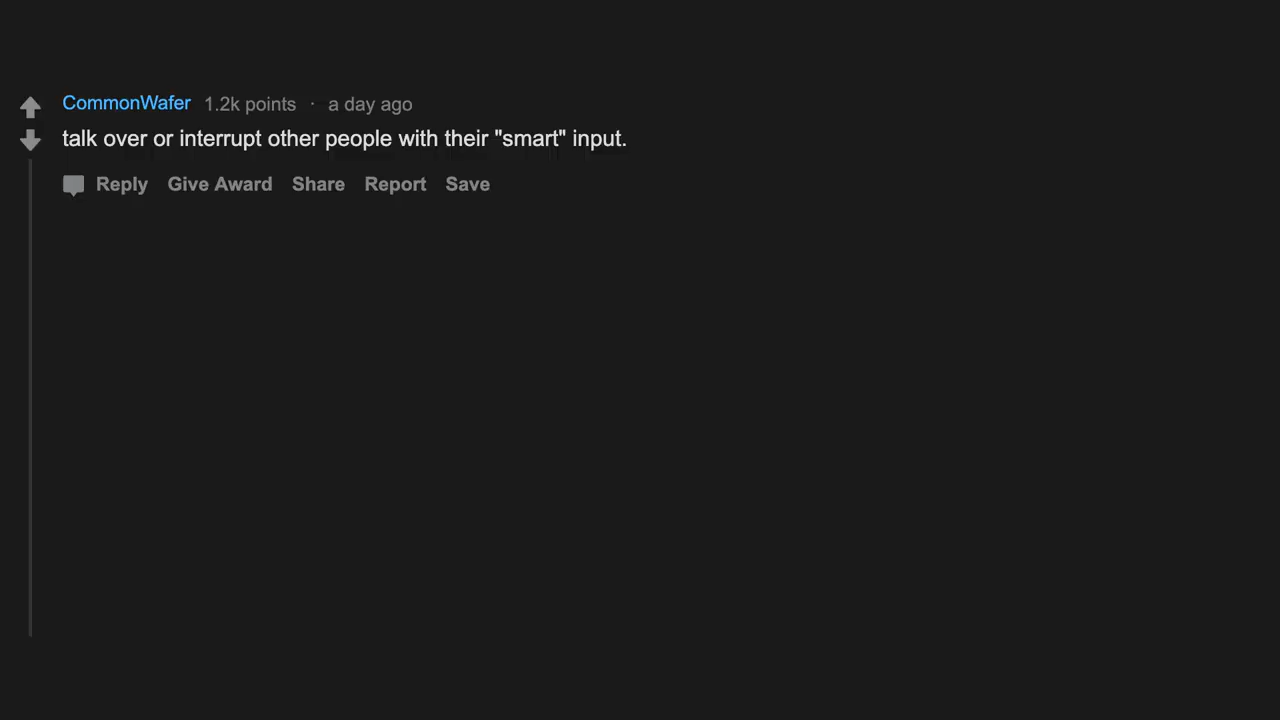 CommonWafer 1.2k points · a day ago
talk over or interrupt other people with their "smart" input.
Reply Give Award Share Report Save